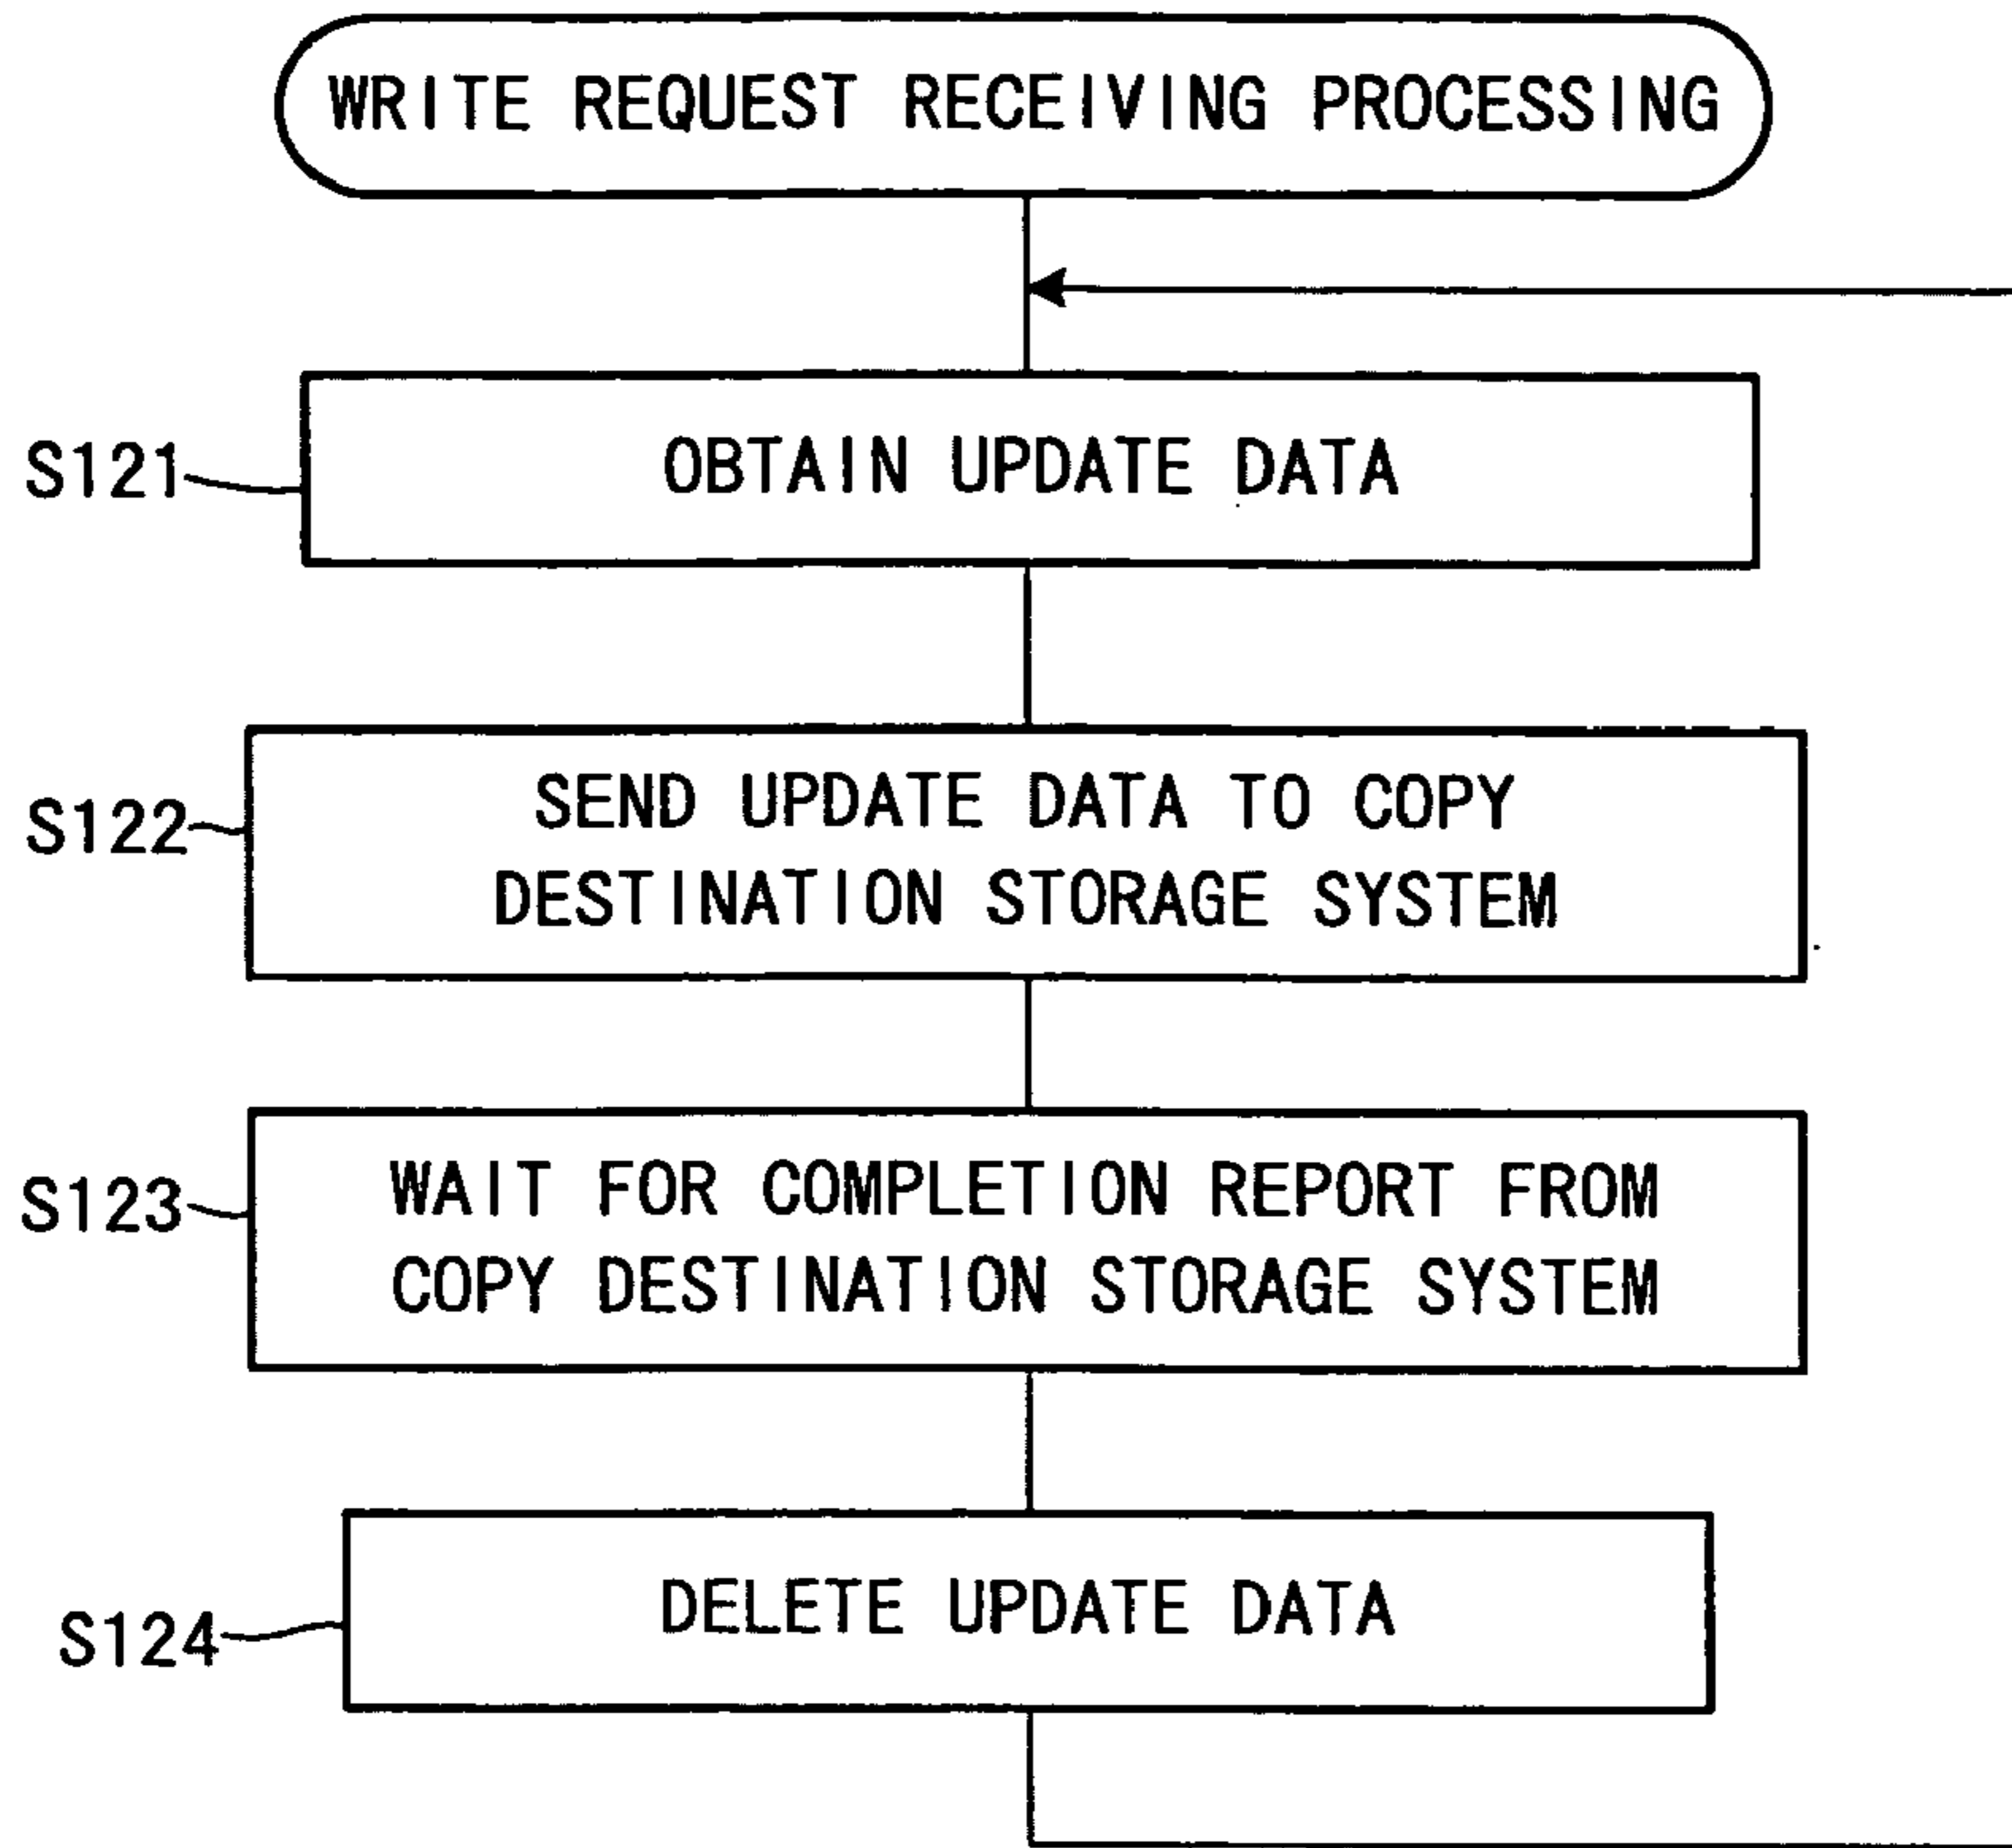 WRITE REQUEST RECEIVING PROCESSING
S121
OBTAIN UPDATE DATA
S122
SEND UPDATE DATA TO COPY
DESTINATION STORAGE SYSTEM
S123
WAIT FOR COMPLETION REPORT FROM
COPY DESTINATION STORAGE SYSTEM
S124
DELETE UPDATE DATA